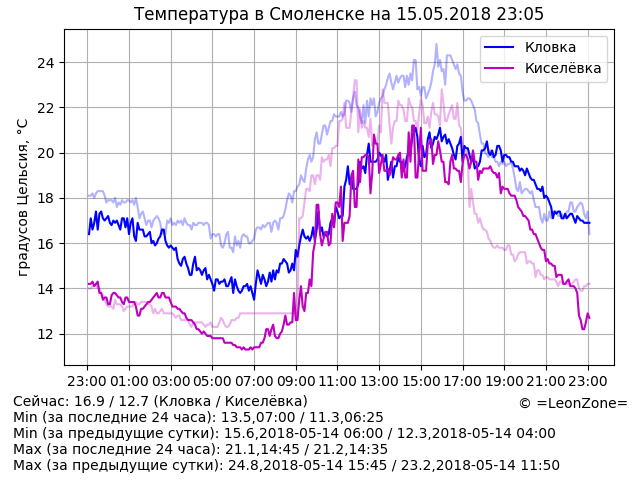 Температура в Смоленске на 15.05.2018 23:05
Кловка
Киселёвка
градусов Цельсия, °C
24
22
20
18
16
14
12
23:00 01:00 03:00 05:00 07:00 09:00 11:00 13:00 15:00 17:00 19:00 21:00 23:00
Сейчас: 16.9 / 12.7 (Кловка / Киселёвка)
© =LeonZone=
Min (за последние 24 часа): 13.5,07:00 / 11.3,06:25
Min (за предыдущие сутки): 15.6,2018-05-14 06:00 / 12.3,2018-05-14 04:00
Max (за последние 24 часа): 21.1,14:45 / 21.2,14:35
Max (за предыдущие сутки): 24.8,2018-05-14 15:45 / 23.2,2018-05-14 11:50